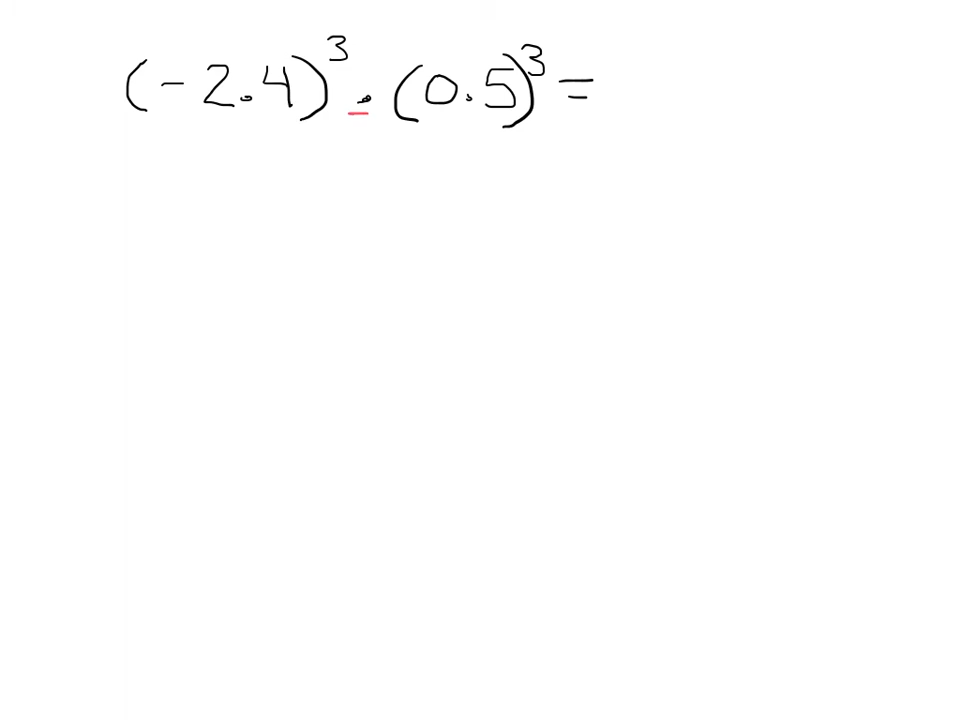 (-2.4)³ · (0.5)³ =